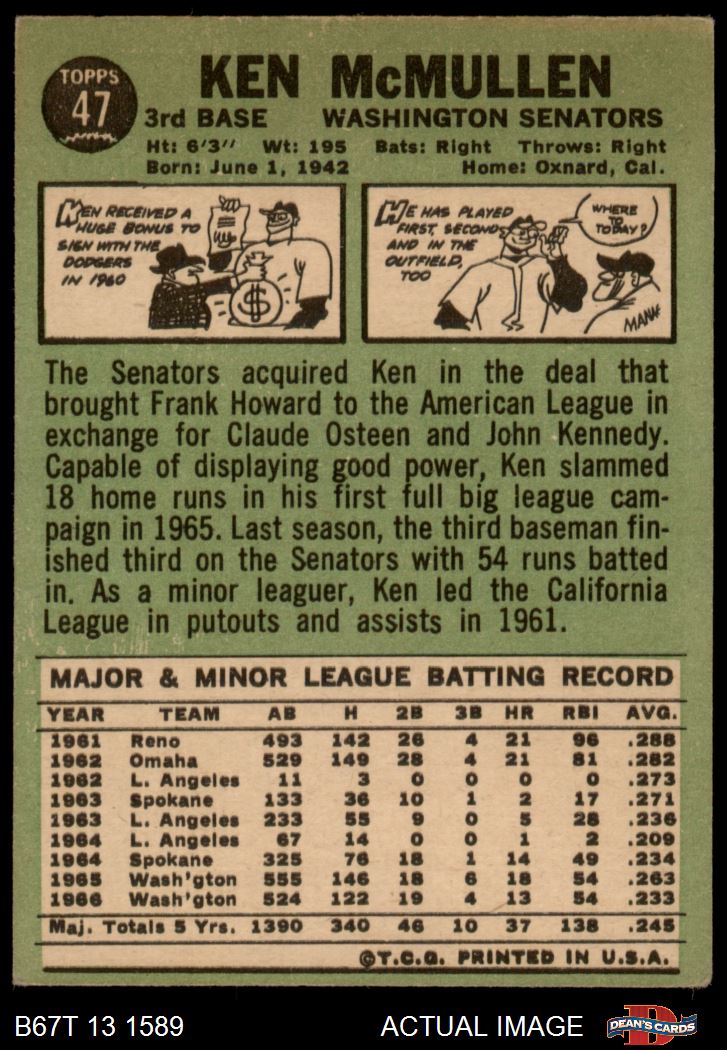 TOPPS
47
KEN McMULLEN
3rd BASE WASHINGTON SENATORS
Ht: 6'3" Wt: 195 Bats: Right Throws: Right
Born: June 1, 1942 Home: Oxnard, Cal.
KEN RECEIVED A
HUGE BONUS TO
SIGN WITH THE
DODGERS
IN 1960
$
HE HAS PLAYED
FIRST, SECOND
AND IN THE
OUTFIELD,
TOO
WHERE
TO
TODAY?
MANK
The Senators acquired Ken in the deal that
brought Frank Howard to the American League in
exchange for Claude Osteen and John Kennedy.
Capable of displaying good power, Ken slammed
18 home runs in his first full big league cam-
paign in 1965. Last season, the third baseman fin-
ished third on the Senators with 54 runs batted
in. As a minor leaguer, Ken led the California
League in putouts and assists in 1961.
MAJOR & MINOR LEAGUE BATTING RECORD
YEAR TEAM AB H 2B 3B HR RBI AVG.
1961 Reno 493 142 26 4 21 96 .288
1962 Omaha 529 149 28 4 21 81 .282
1962 L. Angeles 11 3 0 0 0 0 .273
1963 Spokane 133 36 10 1 2 17 .271
1963 L. Angeles 233 55 9 0 5 28 .236
1964 L. Angeles 67 14 0 0 1 2 .209
1964 Spokane 325 76 18 1 14 49 .234
1965 Wash'gton 555 146 18 6 18 54 .263
1966 Wash'gton 524 122 19 4 13 54 .233
Maj. Totals 5 Yrs. 1390 340 46 10 37 138 .245
©T.C.G. PRINTED IN U.S.A.
B67T 13 1589 ACTUAL IMAGE
D
DEAN'S CARDS